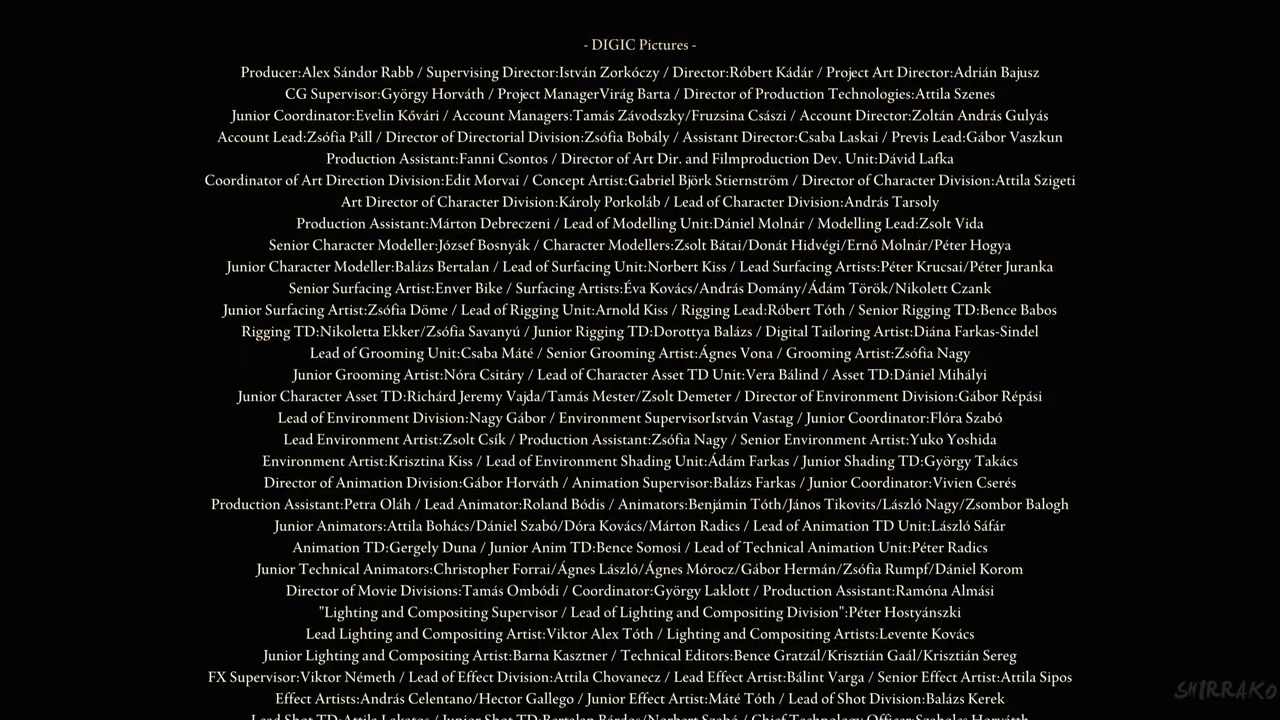 - DIGIC Pictures -
Producer:Alex Sándor Rabb / Supervising Director:István Zorkóczy / Director:Róbert Kádár / Project Art Director:Adrián Bajusz
CG Supervisor:György Horváth / Project ManagerVirág Barta / Director of Production Technologies:Attila Szenes
Junior Coordinator:Evelin Kővári / Account Managers:Tamás Závodszky/Fruzsina Császi / Account Director:Zoltán András Gulyás
Account Lead:Zsófia Páll / Director of Directorial Division:Zsófia Bobály / Assistant Director:Csaba Laskai / Previs Lead:Gábor Vaszkun
Production Assistant:Fanni Csontos / Director of Art Dir. and Filmproduction Dev. Unit:Dávid Lafka
Coordinator of Art Direction Division:Edit Morvai / Concept Artist:Gabriel Björk Stiernström / Director of Character Division:Attila Szigeti
Art Director of Character Division:Károly Porkoláb / Lead of Character Division:András Tarsoly
Production Assistant:Márton Debreczeni / Lead of Modelling Unit:Dániel Molnár / Modelling Lead:Zsolt Vida
Senior Character Modeller:József Bosnyák / Character Modellers:Zsolt Bátai/Donát Hidvégi/Ernő Molnár/Péter Hogya
Junior Character Modeller:Balázs Bertalan / Lead of Surfacing Unit:Norbert Kiss / Lead Surfacing Artists:Péter Krucsai/Péter Juranka
Senior Surfacing Artist:Enver Bike / Surfacing Artists:Éva Kovács/András Domány/Ádám Török/Nikolett Czank
Junior Surfacing Artist:Zsófia Döme / Lead of Rigging Unit:Arnold Kiss / Rigging Lead:Róbert Tóth / Senior Rigging TD:Bence Babos
Rigging TD:Nikoletta Ekker/Zsófia Savanyú / Junior Rigging TD:Dorottya Balázs / Digital Tailoring Artist:Diána Farkas-Sindel
Lead of Grooming Unit:Csaba Máté / Senior Grooming Artist:Ágnes Vona / Grooming Artist:Zsófia Nagy
Junior Grooming Artist:Nóra Csitáry / Lead of Character Asset TD Unit:Vera Bálind / Asset TD:Dániel Mihályi
Junior Character Asset TD:Richárd Jeremy Vajda/Tamás Mester/Zsolt Demeter / Director of Environment Division:Gábor Répási
Lead of Environment Division:Nagy Gábor / Environment SupervisorIstván Vastag / Junior Coordinator:Flóra Szabó
Lead Environment Artist:Zsolt Csík / Production Assistant:Zsófia Nagy / Senior Environment Artist:Yuko Yoshida
Environment Artist:Krisztina Kiss / Lead of Environment Shading Unit:Ádám Farkas / Junior Shading TD:György Takács
Director of Animation Division:Gábor Horváth / Animation Supervisor:Balázs Farkas / Junior Coordinator:Vivien Cserés
Production Assistant:Petra Oláh / Lead Animator:Roland Bódis / Animators:Benjámin Tóth/János Tikovits/László Nagy/Zsombor Balogh
Junior Animators:Attila Bohács/Dániel Szabó/Dóra Kovács/Márton Radics / Lead of Animation TD Unit:László Sáfár
Animation TD:Gergely Duna / Junior Anim TD:Bence Somosi / Lead of Technical Animation Unit:Péter Radics
Junior Technical Animators:Christopher Forrai/Ágnes László/Ágnes Mórocz/Gábor Hermán/Zsófia Rumpf/Dániel Korom
Director of Movie Divisions:Tamás Ombódi / Coordinator:György Laklott / Production Assistant:Ramóna Almási
"Lighting and Compositing Supervisor / Lead of Lighting and Compositing Division":Péter Hostyánszki
Lead Lighting and Compositing Artist:Viktor Alex Tóth / Lighting and Compositing Artists:Levente Kovács
Junior Lighting and Compositing Artist:Barna Kasztner / Technical Editors:Bence Gratzál/Krisztián Gaál/Krisztián Sereg
FX Supervisor:Viktor Németh / Lead of Effect Division:Attila Chovanecz / Lead Effect Artist:Bálint Varga / Senior Effect Artist:Attila Sipos
SHIRRAKO
Effect Artists:András Celentano/Hector Gallego / Junior Effect Artist:Máté Tóth / Lead of Shot Division:Balázs Kerek